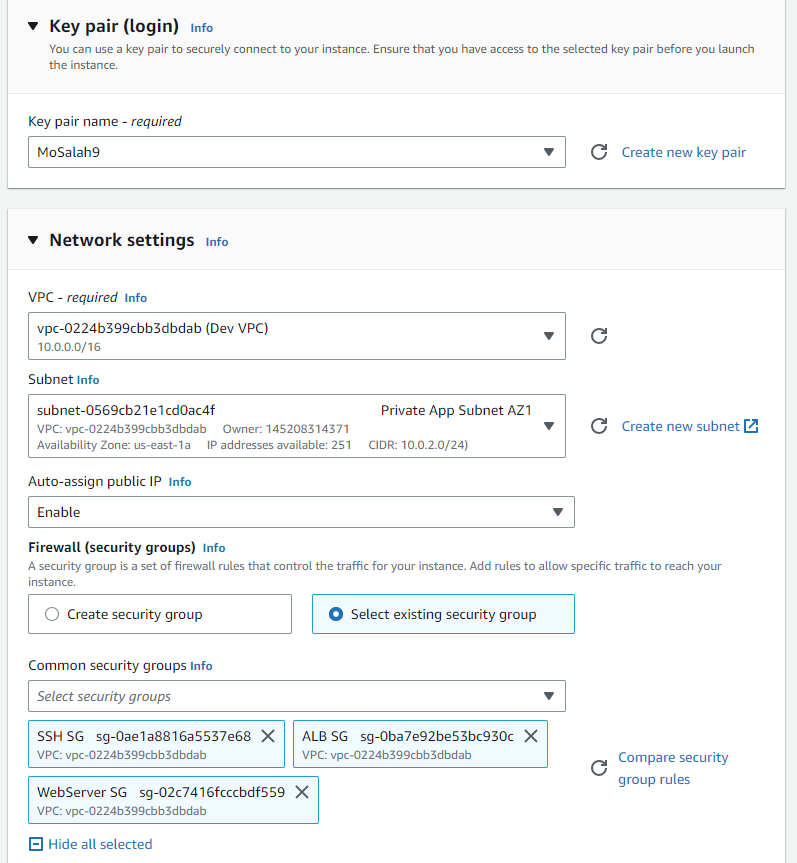 Key pair (login) Info
You can use a key pair to securely connect to your instance. Ensure that you have access to the selected key pair before you launch
the instance.
Key pair name - required
MoSalah9
Create new key pair
Network settings Info
VPC - required Info
vpc-0224b399cbb3dbdab (Dev VPC)
10.0.0.0/16
Subnet Info
subnet-0569cb21e1cd0ac4f Private App Subnet AZ1
VPC: vpc-0224b399cbb3dbdab Owner: 145208314371
Availability Zone: us-east-1a IP addresses available: 251 CIDR: 10.0.2.0/24)
Create new subnet
Auto-assign public IP Info
Enable
Firewall (security groups) Info
A security group is a set of firewall rules that control the traffic for your instance. Add rules to allow specific traffic to reach your
instance.
Create security group
Select existing security group
Common security groups Info
Select security groups
SSH SG sg-0ae1a8816a5537e68
VPC: vpc-0224b399cbb3dbdab
ALB SG sg-0ba7e92be53bc930c
VPC: vpc-0224b399cbb3dbdab
WebServer SG sg-02c7416fcccbdf559
VPC: vpc-0224b399cbb3dbdab
Compare security
group rules
Hide all selected